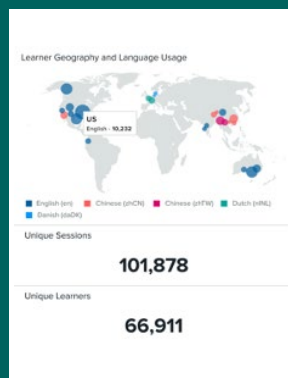 Learner Geography and Language Usage
US
English - 10,232
English (en)
Chinese (zhCN)
Chinese (zhTW)
Dutch (nlNL)
Danish (daDK)
Unique Sessions
101,878
Unique Learners
66,911